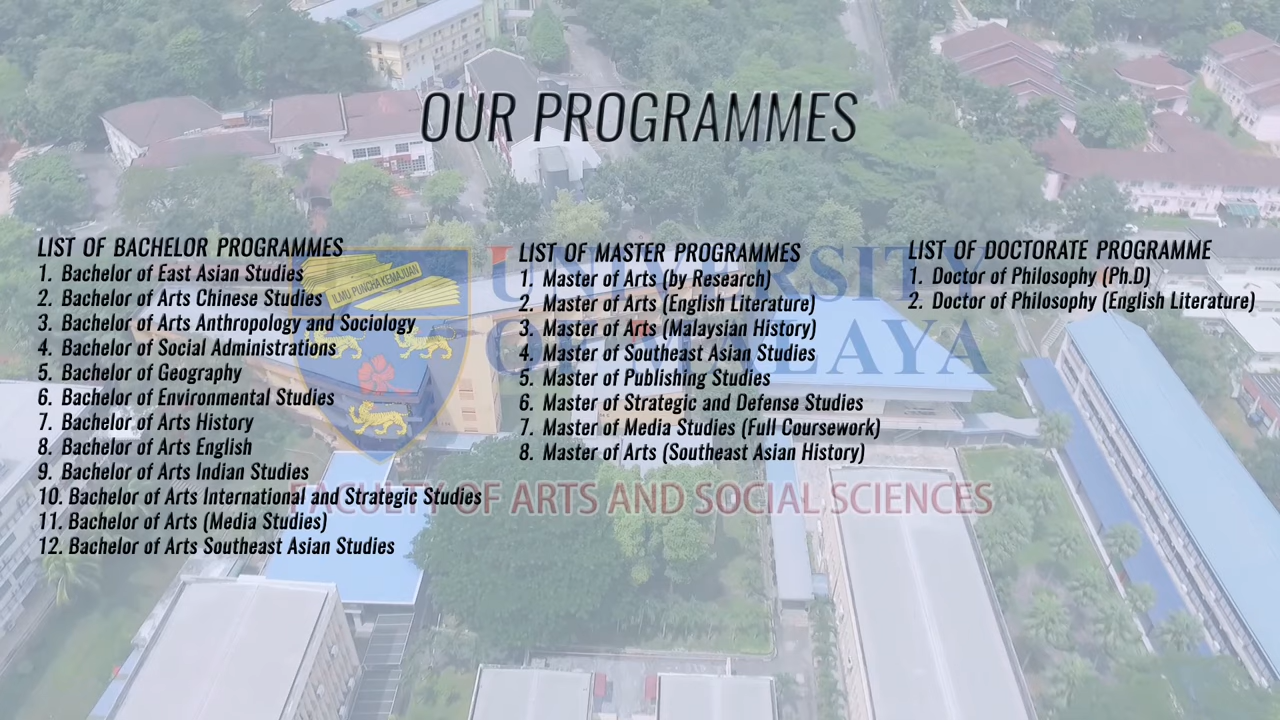 OUR PROGRAMMES
LIST OF BACHELOR PROGRAMMES
1. Bachelor of East Asian Studies
2. Bachelor of Arts Chinese Studies
3. Bachelor of Arts Anthropology and Sociology
4. Bachelor of Social Administrations
5. Bachelor of Geography
6. Bachelor of Environmental Studies
7. Bachelor of Arts History
8. Bachelor of Arts English
9. Bachelor of Arts Indian Studies
10. Bachelor of Arts International and Strategic Studies
11. Bachelor of Arts (Media Studies)
12. Bachelor of Arts Southeast Asian Studies
LIST OF MASTER PROGRAMMES
1. Master of Arts (by Research)
2. Master of Arts (English Literature)
3. Master of Arts (Malaysian History)
4. Master of Southeast Asian Studies
5. Master of Publishing Studies
6. Master of Strategic and Defense Studies
7. Master of Media Studies (Full Coursework)
8. Master of Arts (Southeast Asian History)
LIST OF DOCTORATE PROGRAMME
1. Doctor of Philosophy (Ph.D)
2. Doctor of Philosophy (English Literature)
ILMU PUNCHA KEMAJUAN
UNIVERSITY
OF MALAYA
FACULTY OF ARTS AND SOCIAL SCIENCES